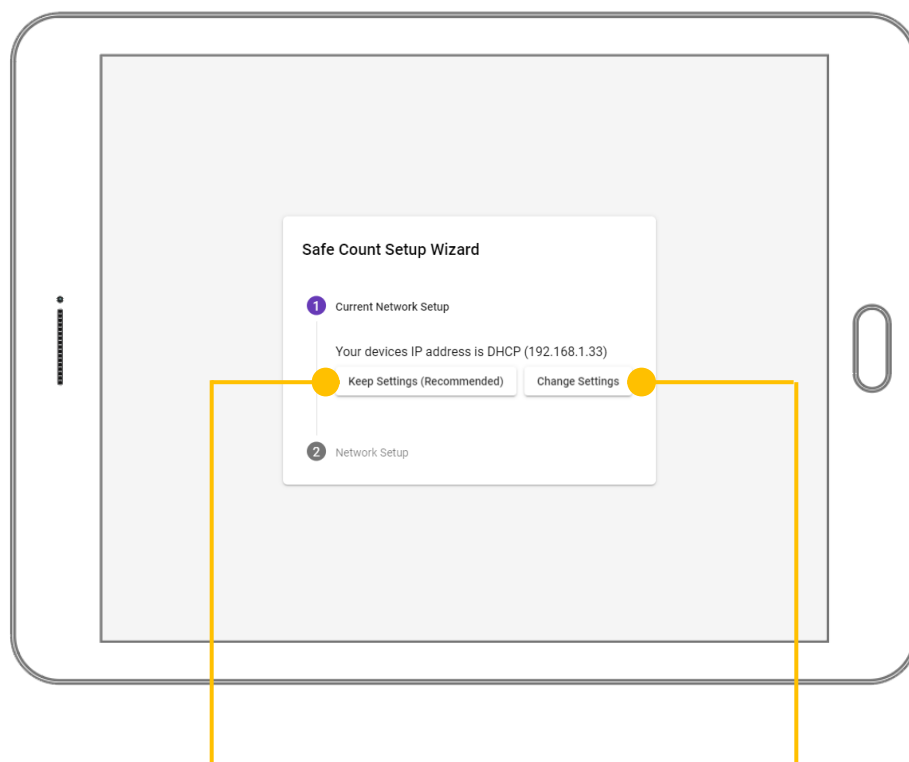 Safe Count Setup Wizard
1 Current Network Setup
Your devices IP address is DHCP (192.168.1.33)
Keep Settings (Recommended) Change Settings
2 Network Setup